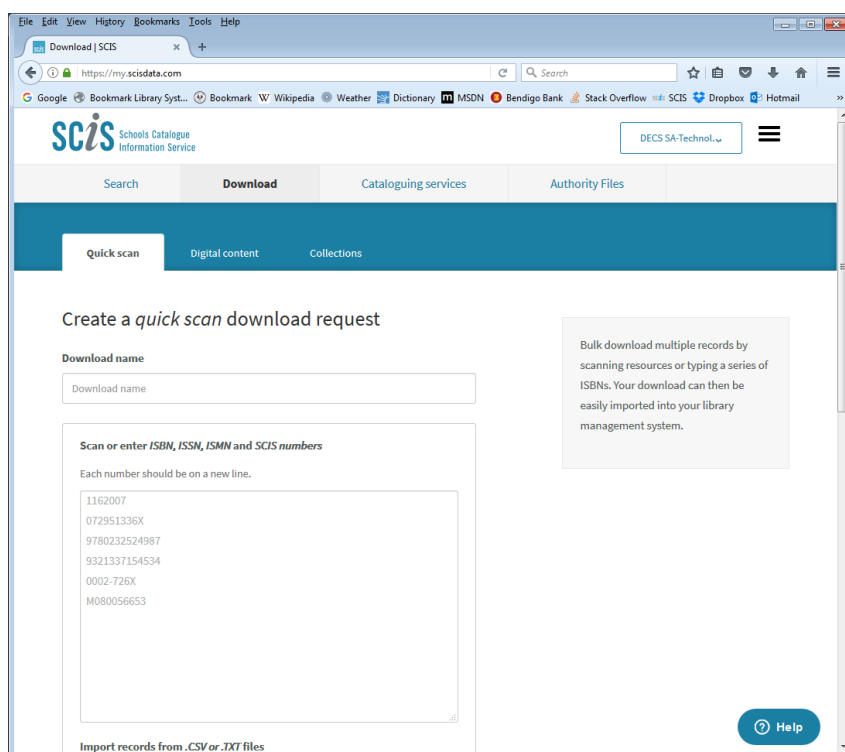 File Edit View History Bookmarks Tools Help
Download | SCIS
https://my.scisdata.com
Search
Google Bookmark Library Syst... Bookmark Wikipedia Weather Dictionary MSDN Bendigo Bank Stack Overflow SCIS Dropbox Hotmail »
SCiS Schools Catalogue
Information Service
DECS SA-Technol...
Search Download Cataloguing services Authority Files
Quick scan Digital content Collections
Create a quick scan download request
Download name
Download name
Scan or enter ISBN, ISSN, ISMN and SCIS numbers
Each number should be on a new line.
1162007
072951336X
9780232524987
9321337154534
0002-726X
M080056653
Import records from .CSV or .TXT files
Bulk download multiple records by
scanning resources or typing a series of
ISBNs. Your download can then be
easily imported into your library
management system.
Help